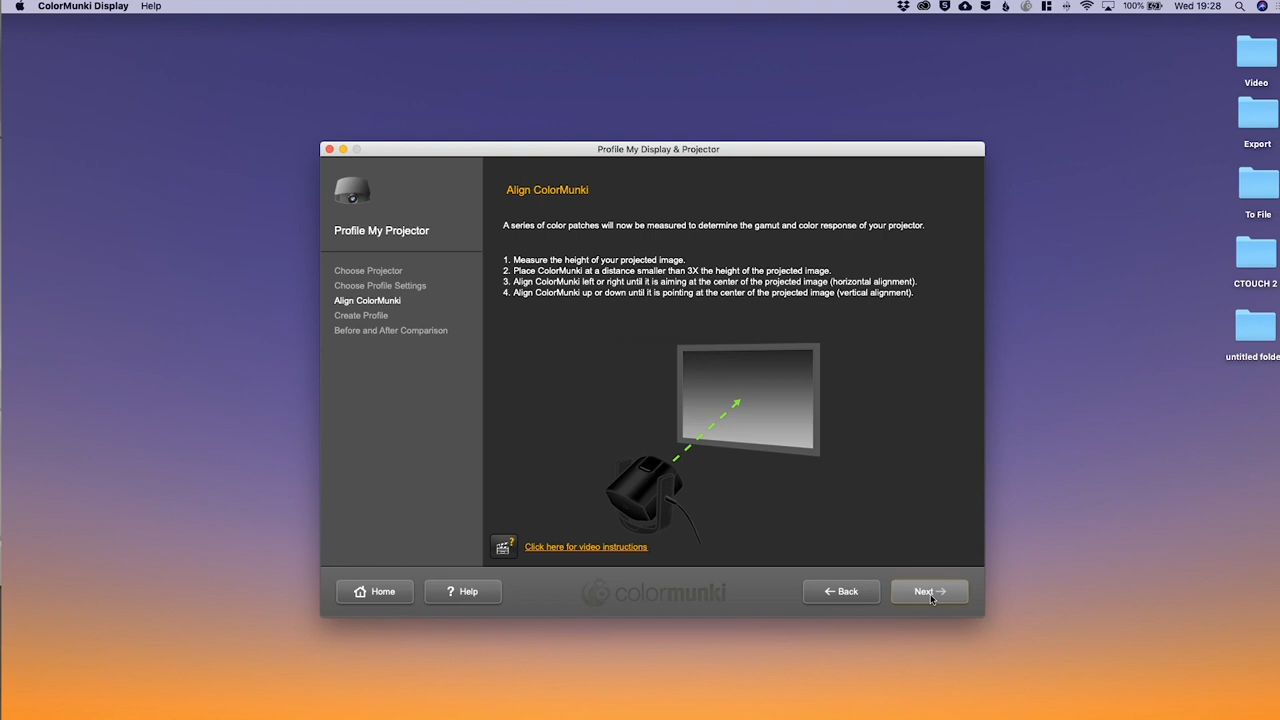 ColorMunki Display Help
100% Wed 19:28
Video
Export
To File
CTOUCH 2
untitled folde
Profile My Display & Projector
Profile My Projector
Choose Projector
Choose Profile Settings
Align ColorMunki
Create Profile
Before and After Comparison
Align ColorMunki
A series of color patches will now be measured to determine the gamut and color response of your projector.
1. Measure the height of your projected image.
2. Place ColorMunki at a distance smaller than 3X the height of the projected image.
3. Align ColorMunki left or right until it is aiming at the center of the projected image (horizontal alignment).
4. Align ColorMunki up or down until it is pointing at the center of the projected image (vertical alignment).
?
Click here for video instructions
Home
? Help
colormunki
Back
Next